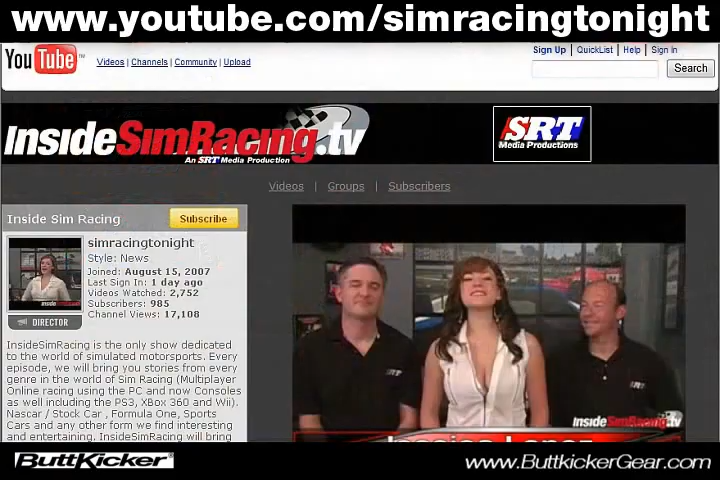 www.youtube.com/simracingtonight
YouTube™
Videos | Channels | Community | Upload
Sign Up | QuickList | Help | Sign In
Search
InsideSimRacing.tv
An SRT Media Production
SRT
Media Productions
Videos | Groups | Subscribers
Inside Sim Racing
Subscribe
simracingtonight
Style: News
Joined: August 15, 2007
Last Sign In: 1 day ago
Videos Watched: 2,752
Subscribers: 985
Channel Views: 17,108
DIRECTOR
InsideSimRacing is the only show dedicated
to the world of simulated motorsports. Every
episode, we will bring you stories from every
genre in the world of Sim Racing (Multiplayer
Online racing using the PC and now Consoles
as well including the PS3, XBox 360 and Wii).
Nascar / Stock Car , Formula One, Sports
Cars and any other form we find interesting
and entertaining. InsideSimRacing will bring
SRT
SRT
InsideSimRacing.tv
Jessica Lopez
ButtKicker®
www.ButtkickerGear.com